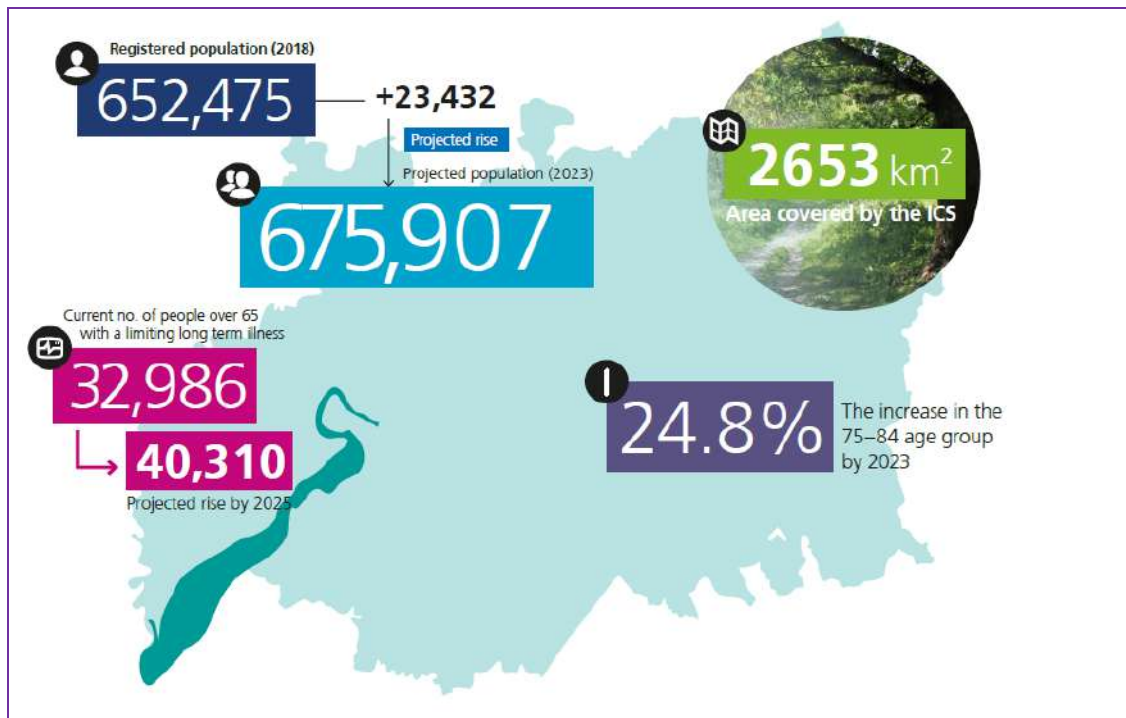 Registered population (2018)
652,475
+23,432
Projected rise
Projected population (2023)
675,907
2653 km²
Area covered by the ICS
Current no. of people over 65
with a limiting long term illness
32,986
40,310
Projected rise by 2025
24.8%
The increase in the
75–84 age group
by 2023